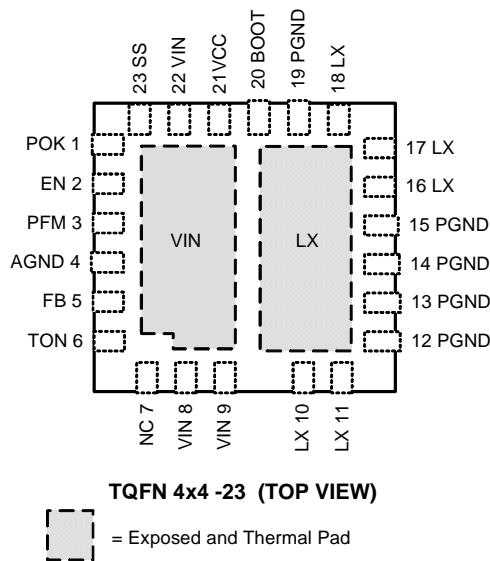 23 SS
22 VIN
21VCC
20 BOOT
19 PGND
18 LX
POK 1
EN 2
PFM 3
AGND 4
FB 5
TON 6
VIN
LX
17 LX
16 LX
15 PGND
14 PGND
13 PGND
12 PGND
NC 7
VIN 8
VIN 9
LX 10
LX 11
TQFN 4x4 -23 (TOP VIEW)
= Exposed and Thermal Pad